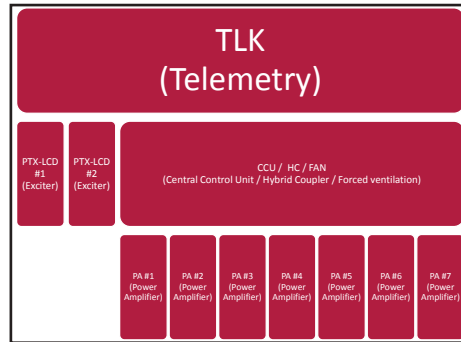 TLK
(Telemetry)
PTX-LCD
#1
(Exciter)
PTX-LCD
#2
(Exciter)
CCU / HC / FAN
(Central Control Unit / Hybrid Coupler / Forced ventilation)
PA #1
(Power
Amplifier)
PA #2
(Power
Amplifier)
PA #3
(Power
Amplifier)
PA #4
(Power
Amplifier)
PA #5
(Power
Amplifier)
PA #6
(Power
Amplifier)
PA #7
(Power
Amplifier)